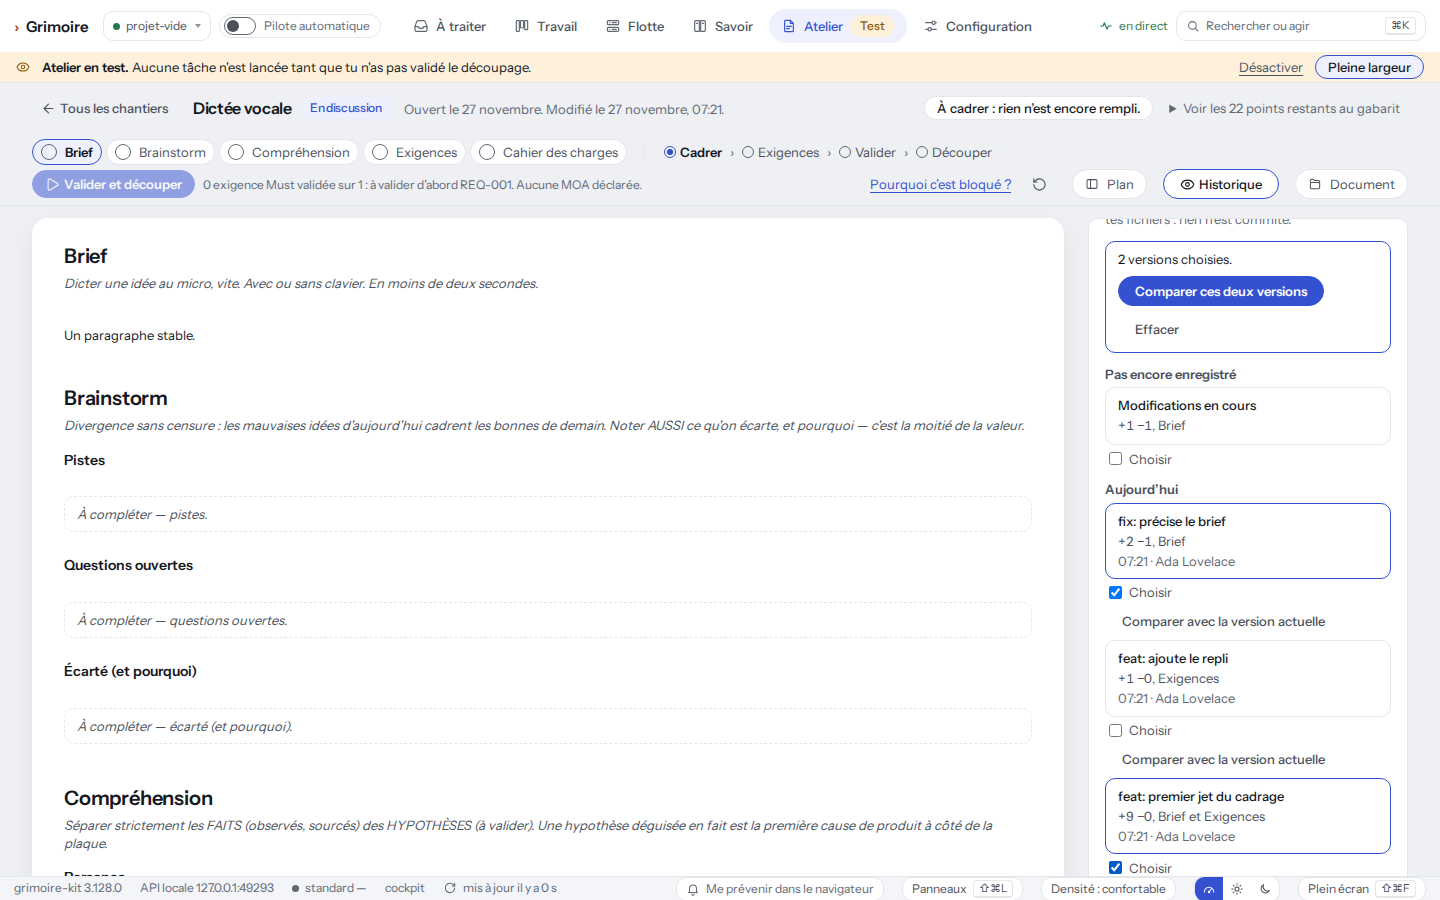 › Grimoire projet-vide Pilote automatique À traiter Travail Flotte Savoir Atelier Test Configuration en direct Rechercher ou agir ⌘K
Atelier en test. Aucune tâche n'est lancée tant que tu n'as pas validé le découpage. Désactiver Pleine largeur
← Tous les chantiers Dictée vocale En discussion Ouvert le 27 novembre. Modifié le 27 novembre, 07:21. À cadrer : rien n'est encore rempli. ▶ Voir les 22 points restants au gabarit
Brief Brainstorm Compréhension Exigences Cahier des charges Cadrer › Exigences › Valider › Découper
Valider et découper 0 exigence Must validée sur 1 : à valider d'abord REQ-001. Aucune MOA déclarée. Pourquoi c'est bloqué ? Plan Historique Document
Brief
Dicter une idée au micro, vite. Avec ou sans clavier. En moins de deux secondes.
Un paragraphe stable.
Brainstorm
Divergence sans censure : les mauvaises idées d'aujourd'hui cadrent les bonnes de demain. Noter AUSSI ce qu'on écarte, et pourquoi — c'est la moitié de la valeur.
Pistes
À compléter — pistes.
Questions ouvertes
À compléter — questions ouvertes.
Écarté (et pourquoi)
À compléter — écarté (et pourquoi).
Compréhension
Séparer strictement les FAITS (observés, sourcés) des HYPOTHÈSES (à valider). Une hypothèse déguisée en fait est la première cause de produit à côté de la
plaque.
tes fichiers : rien n'est commité.
2 versions choisies.
Comparer ces deux versions
Effacer
Pas encore enregistré
Modifications en cours
+1 −1, Brief
Choisir
Aujourd'hui
fix: précise le brief
+2 −1, Brief
07:21 · Ada Lovelace
Choisir
Comparer avec la version actuelle
feat: ajoute le repli
+1 −0, Exigences
07:21 · Ada Lovelace
Choisir
Comparer avec la version actuelle
feat: premier jet du cadrage
+9 −0, Brief et Exigences
07:21 · Ada Lovelace
Choisir
grimoire-kit 3.128.0 API locale 127.0.0.1:49293 standard — cockpit mis à jour il y a 0 s Me prévenir dans le navigateur Panneaux ⇧⌘L Densité : confortable Plein écran ⇧⌘F